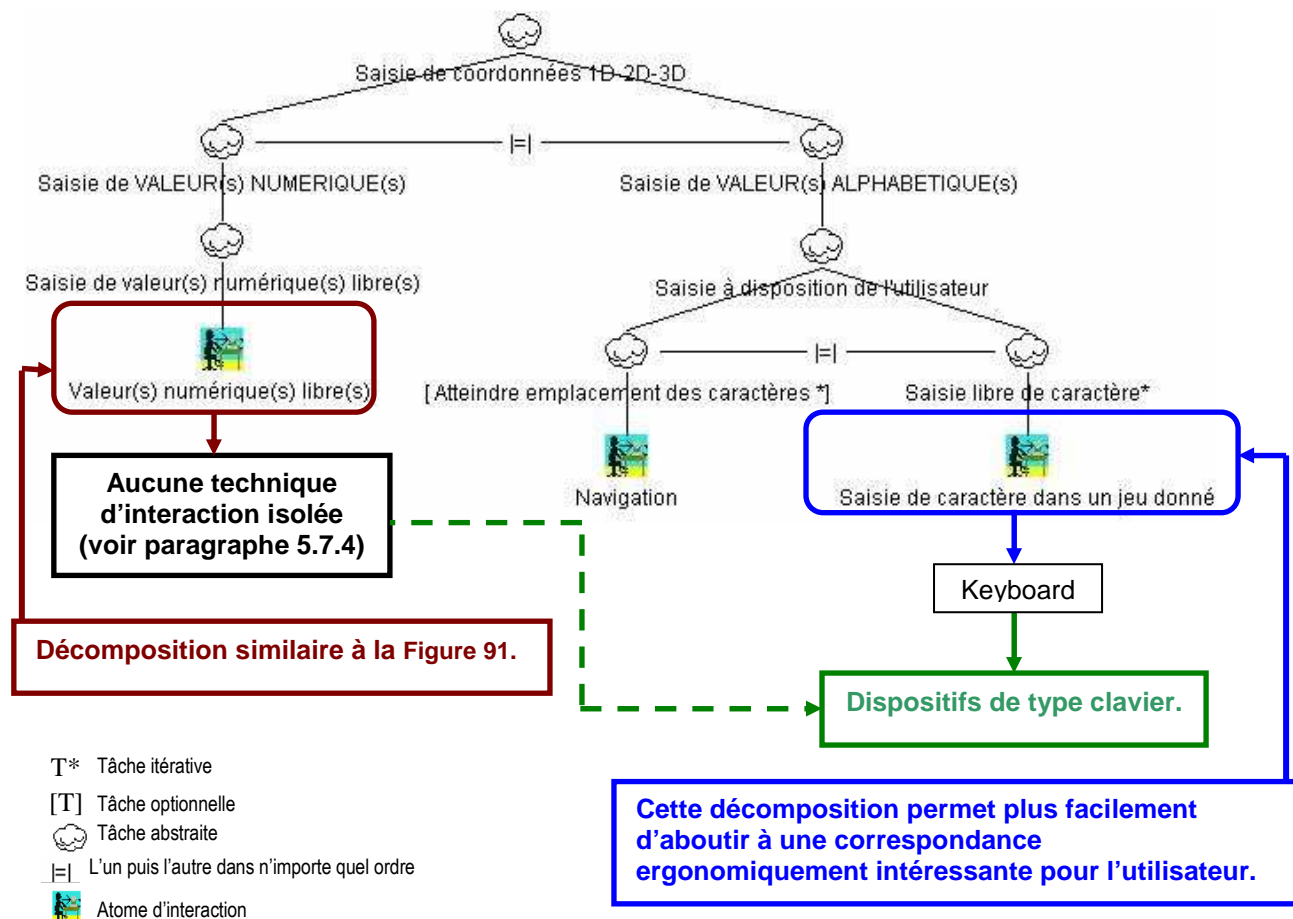 Saisie de coordonnées 1D-2D-3D
|=|
Saisie de VALEUR(s) NUMERIQUE(s)
Saisie de VALEUR(s) ALPHABETIQUE(s)
Saisie de valeur(s) numérique(s) libre(s)
Saisie à disposition de l'utilisateur
|=|
Valeur(s) numérique(s) libre(s)
[Atteindre emplacement des caractères *]
Saisie libre de caractère*
Navigation
Saisie de caractère dans un jeu donné
Aucune technique
d'interaction isolée
(voir paragraphe 5.7.4)
Keyboard
Décomposition similaire à la Figure 91.
Dispositifs de type clavier.
T* Tâche itérative
[T] Tâche optionnelle
Tâche abstraite
|=| L'un puis l'autre dans n'importe quel ordre
Atome d'interaction
Cette décomposition permet plus facilement
d'aboutir à une correspondance
ergonomiquement intéressante pour l'utilisateur.